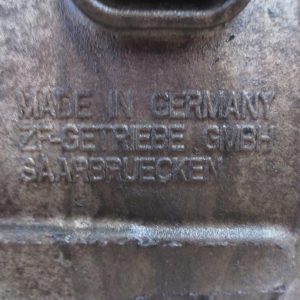 MADE IN GERMANY
ZF-GETRIEBE GMBH
SAARBRUECKEN